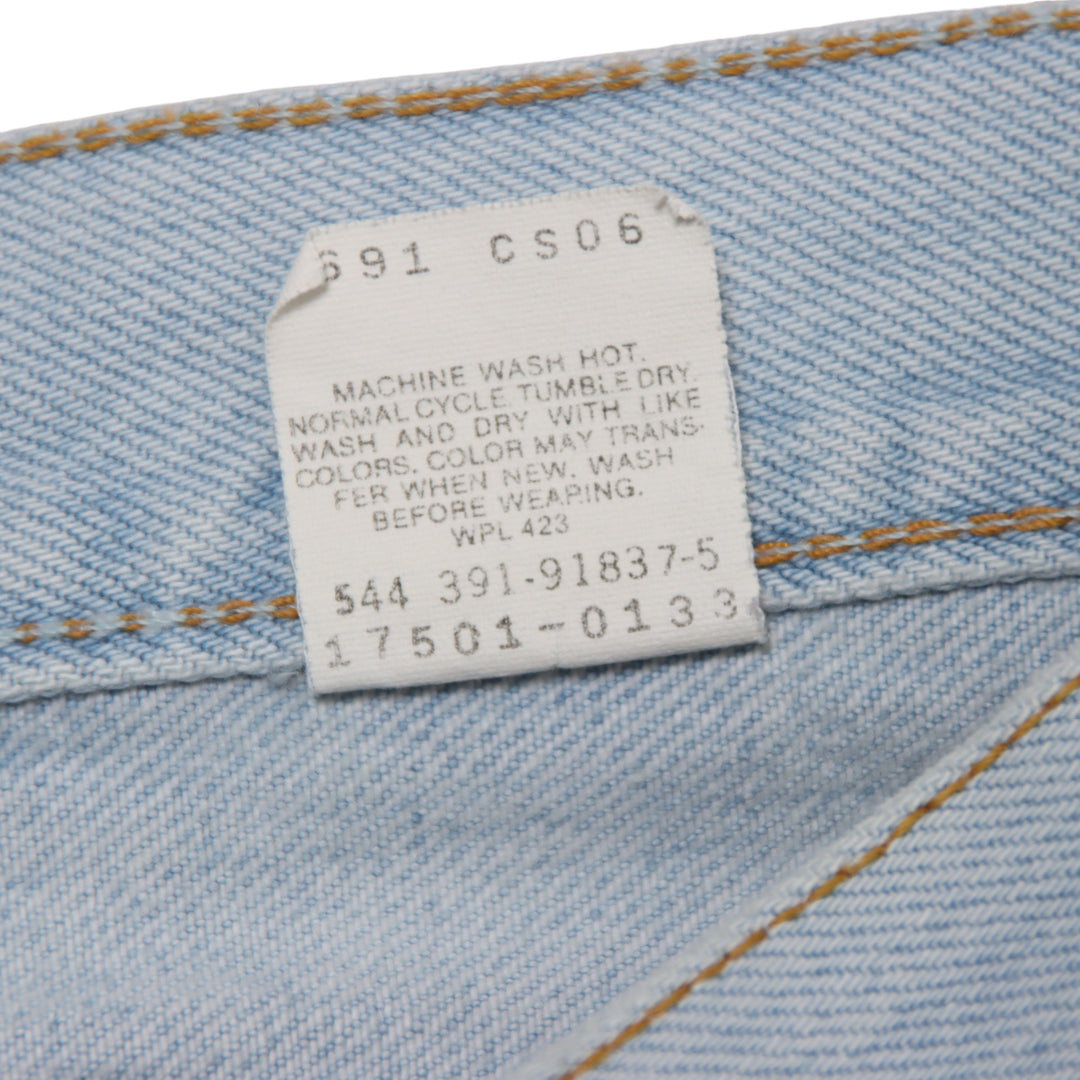 691 CS06
MACHINE WASH HOT.
NORMAL CYCLE. TUMBLE DRY.
WASH AND DRY WITH LIKE
COLORS. COLOR MAY TRANS-
FER WHEN NEW. WASH
BEFORE WEARING.
WPL 423
544 391-91837-5
17501-0133